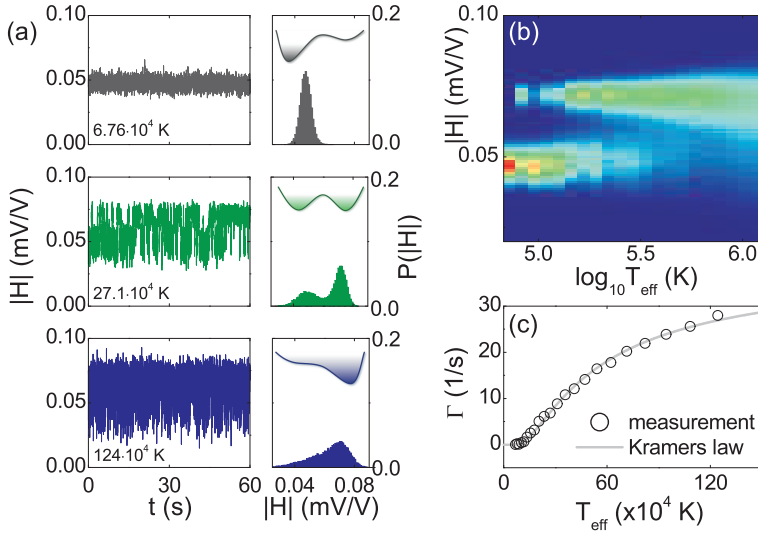 (a)
0.10
0.05
0.00
6.76·10⁴ K
0.2
0.1
0.0
0.10
0.05
0.00
27.1·10⁴ K
0.2
0.1
0.0
|H| (mV/V)
P(|H|)
0.10
0.05
0.00
124·10⁴ K
0.2
0.1
0.0
0 30 60
t (s)
0.04 0.08
|H| (mV/V)
(b)
|H| (mV/V)
0.10
0.05
5.0 5.5 6.0
log₁₀T_eff (K)
(c)
Γ (1/s)
30
20
10
0
measurement
Kramers law
0 40 80 120
T_eff (x10⁴ K)